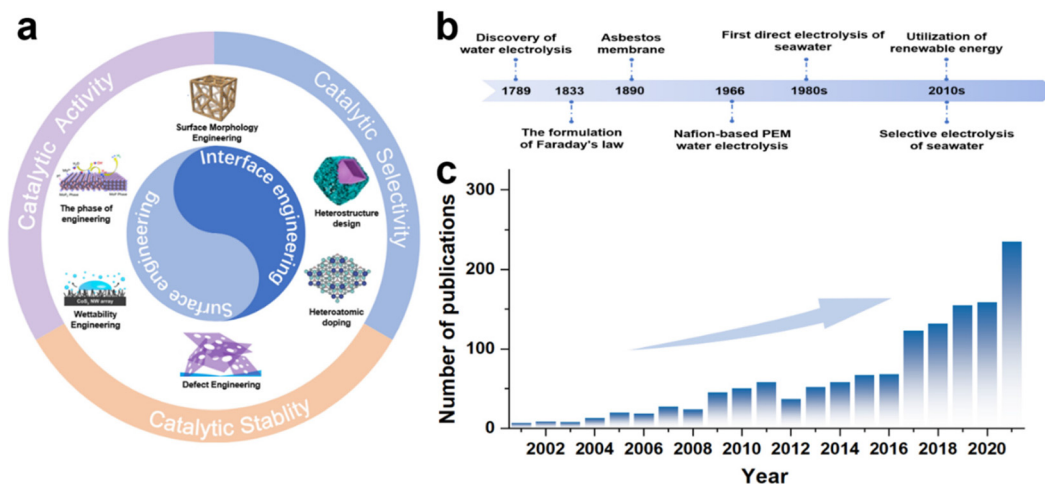 a
Catalytic Activity
Catalytic Selectivity
Catalytic Stablity
Surface Morphology
Engineering
Interface engineering
Surface engineering
The phase of
engineering
Heterostructure
design
CoS₂ NW array
Wettability
Engineering
Heteroatomic
doping
Defect Engineering
b
Discovery of
water electrolysis
Asbestos
membrane
First direct electrolysis of
seawater
Utilization of
renewable energy
1789 1833 1890 1966 1980s 2010s
The formulation
of Faraday's law
Nafion-based PEM
water electrolysis
Selective electrolysis
of seawater
c
Number of publications
300
200
100
0
2002 2004 2006 2008 2010 2012 2014 2016 2018 2020
Year